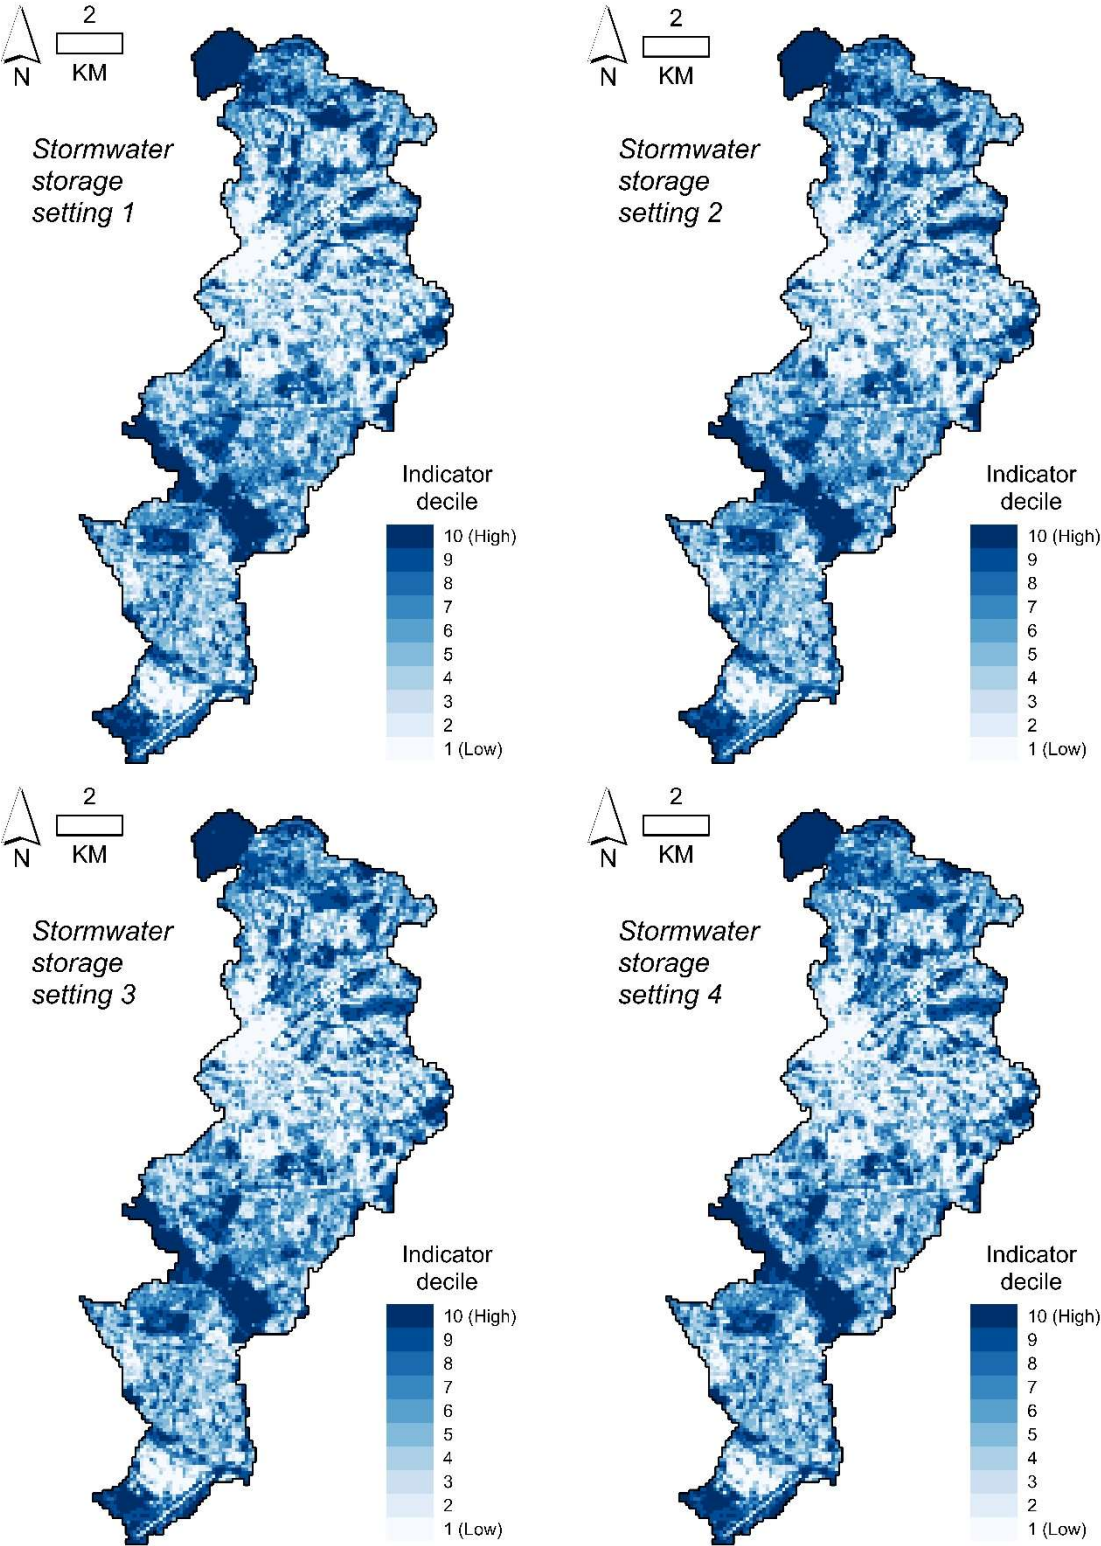 2
KM
N
Stormwater
storage
setting 1
Indicator
decile
10 (High)
9
8
7
6
5
4
3
2
1 (Low)
2
KM
N
Stormwater
storage
setting 2
Indicator
decile
10 (High)
9
8
7
6
5
4
3
2
1 (Low)
2
KM
N
Stormwater
storage
setting 3
Indicator
decile
10 (High)
9
8
7
6
5
4
3
2
1 (Low)
2
KM
N
Stormwater
storage
setting 4
Indicator
decile
10 (High)
9
8
7
6
5
4
3
2
1 (Low)